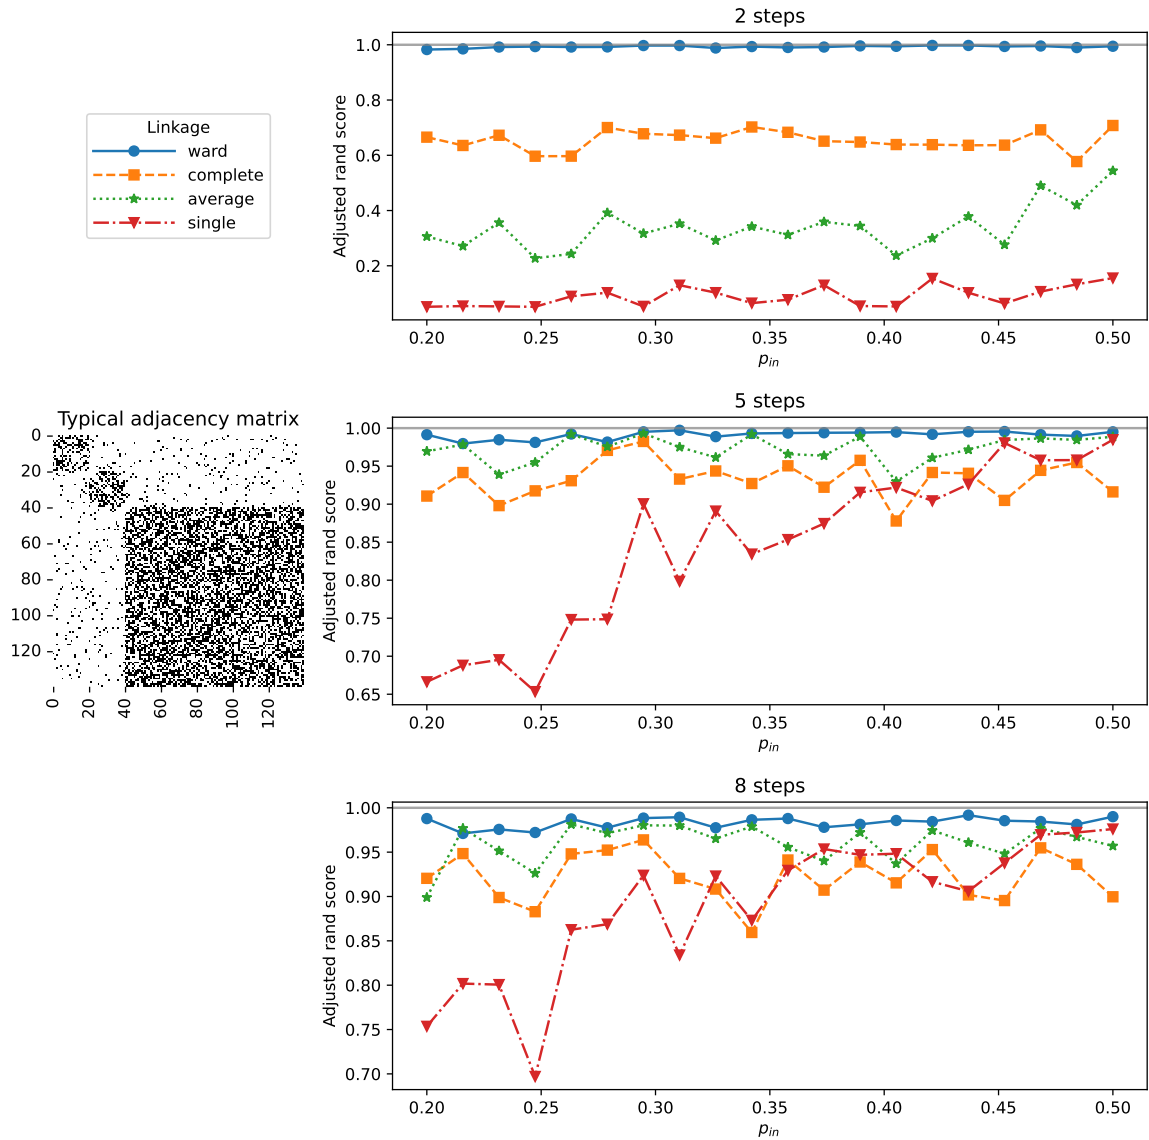 2 steps
1.0
0.8
0.6
0.4
0.2
Adjusted rand score
0.20 0.25 0.30 0.35 0.40 0.45 0.50
p_in
Linkage
ward
complete
average
single
Typical adjacency matrix
0
20
40
60
80
100
120
0 20 40 60 80 100 120
5 steps
1.00
0.95
0.90
0.85
0.80
0.75
0.70
0.65
Adjusted rand score
0.20 0.25 0.30 0.35 0.40 0.45 0.50
p_in
8 steps
1.00
0.95
0.90
0.85
0.80
0.75
0.70
Adjusted rand score
0.20 0.25 0.30 0.35 0.40 0.45 0.50
p_in